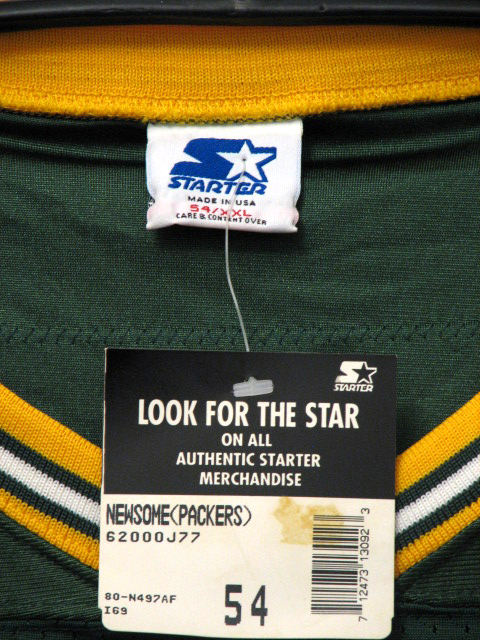 STARTER
MADE IN USA
54/XXL
CARE & CONTENT OVER
STARTER
LOOK FOR THE STAR
ON ALL
AUTHENTIC STARTER
MERCHANDISE
NEWSOME(PACKERS)
62000J77
80-N497AF
I69
54
7 12473 13092 3